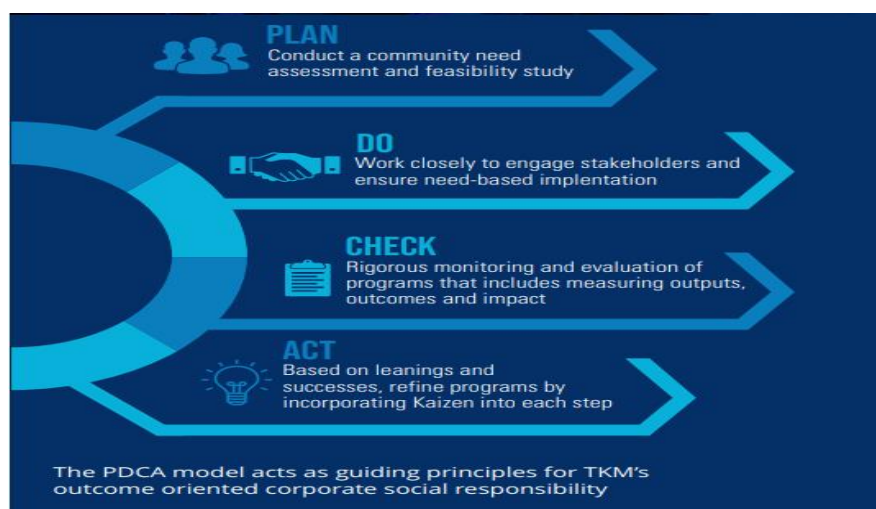 PLAN
Conduct a community need
assessment and feasibility study
DO
Work closely to engage stakeholders and
ensure need-based implentation
CHECK
Rigorous monitoring and evaluation of
programs that includes measuring outputs,
outcomes and impact
ACT
Based on leanings and
successes, refine programs by
incorporating Kaizen into each step
The PDCA model acts as guiding principles for TKM's
outcome oriented corporate social responsibility